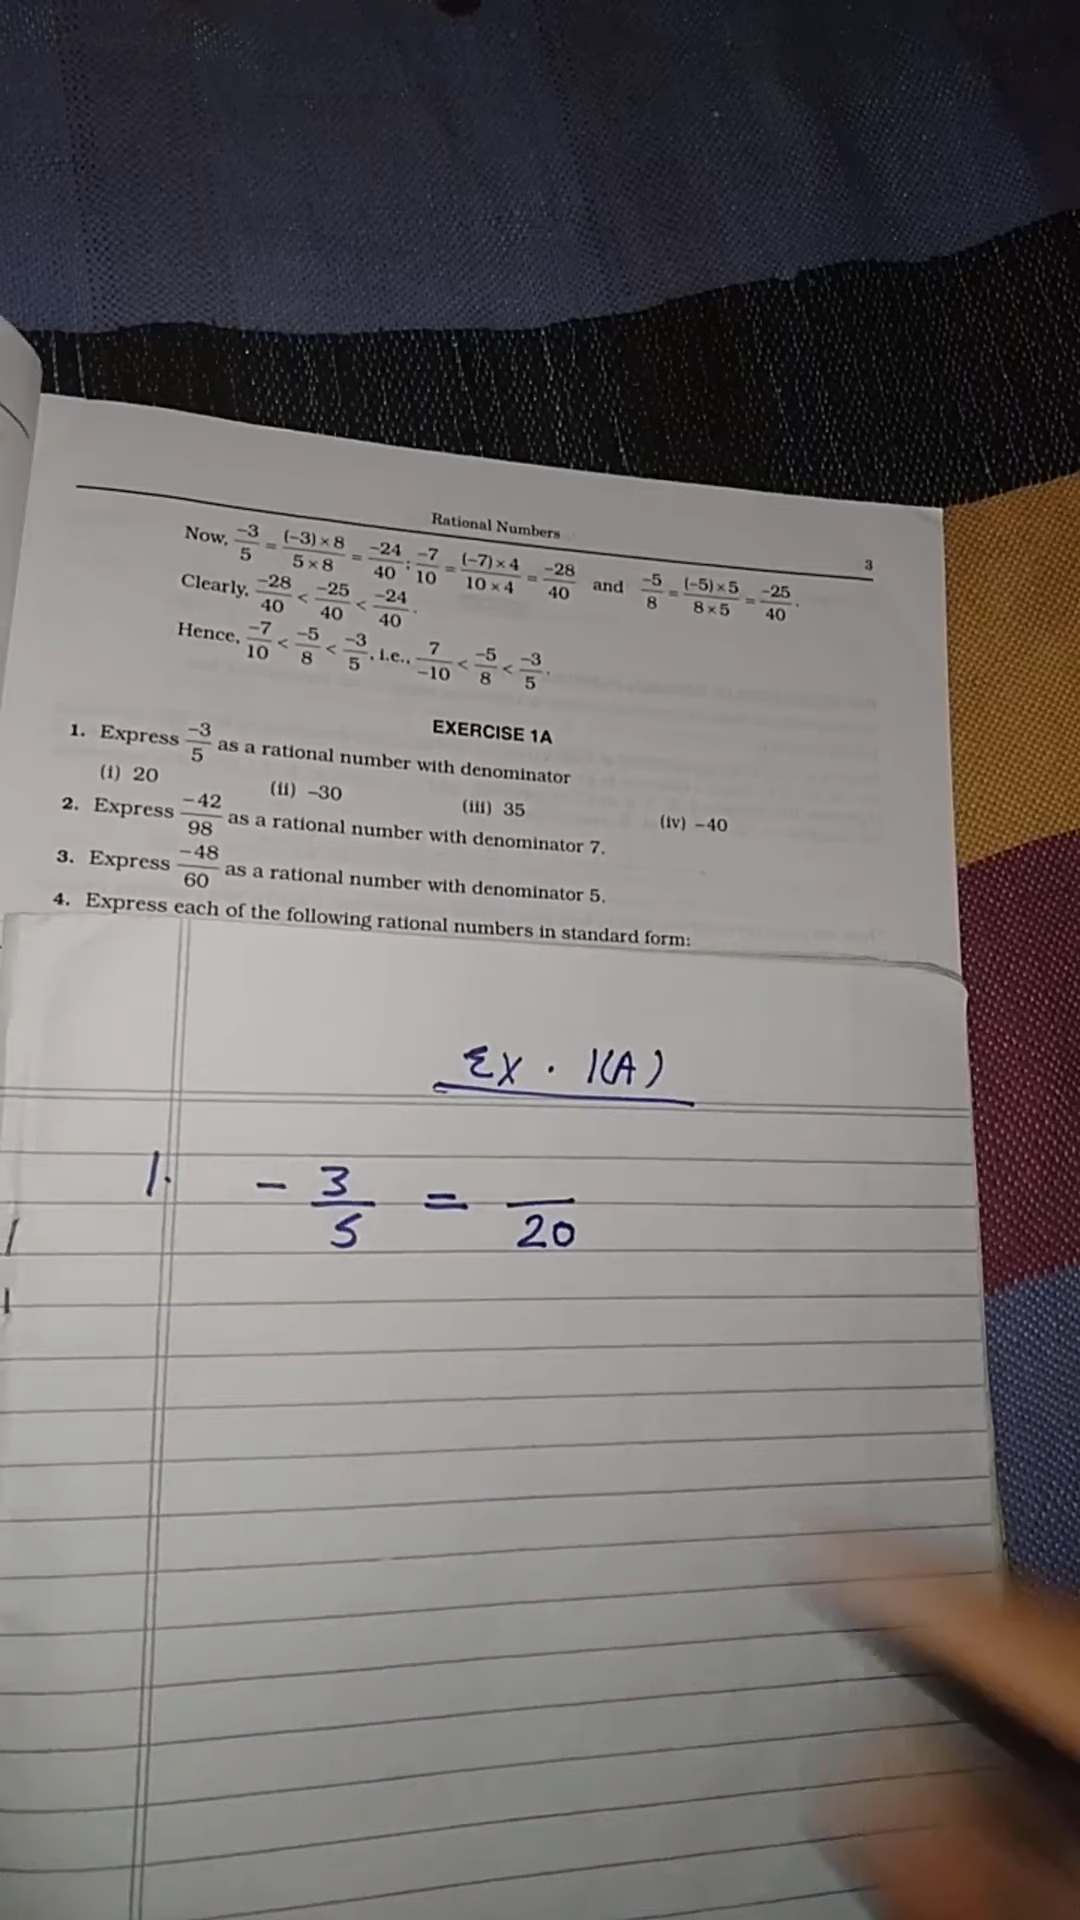 Rational Numbers 3
Now, -3/5 = (-3)×8/5×8 = -24/40; -7/10 = (-7)×4/10×4 = -28/40 and -5/8 = (-5)×5/8×5 = -25/40.
Clearly, -28/40 < -25/40 < -24/40.
Hence, -7/10 < -5/8 < -3/5, i.e., 7/-10 < -5/8 < -3/5.
EXERCISE 1A
1. Express -3/5 as a rational number with denominator
(i) 20 (ii) -30 (iii) 35 (iv) -40
2. Express -42/98 as a rational number with denominator 7.
3. Express -48/60 as a rational number with denominator 5.
4. Express each of the following rational numbers in standard form:
Ex. 1(A)
1. - 3/5 = /20